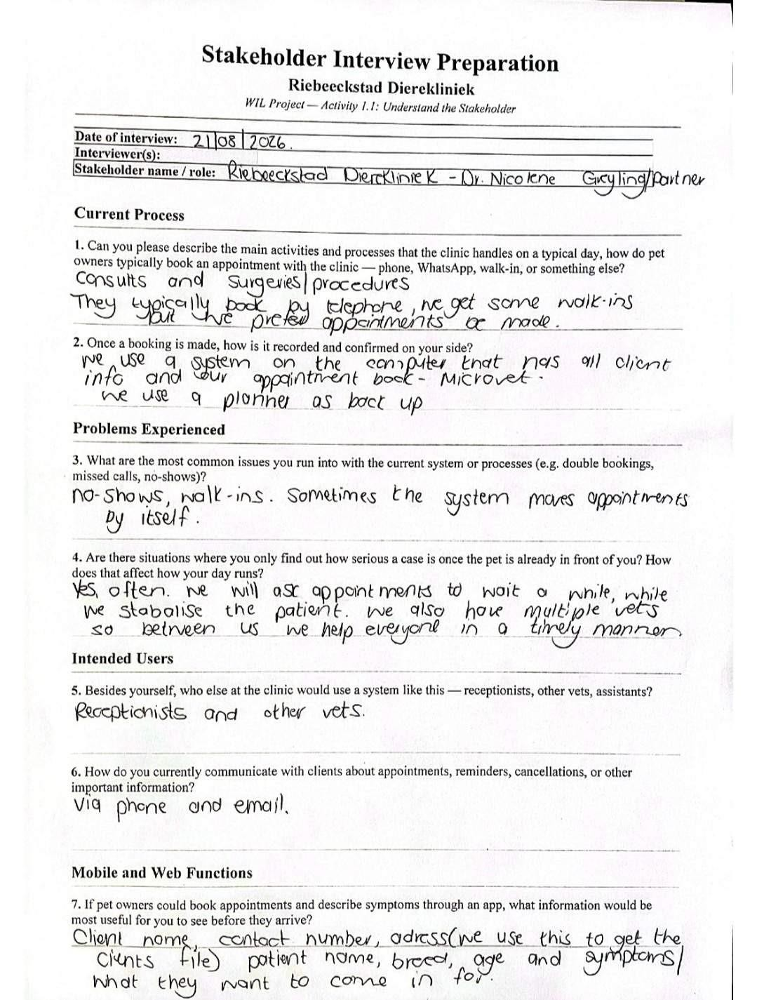 Stakeholder Interview Preparation
Riebeeckstad Dierekliniek
WIL Project — Activity 1.1: Understand the Stakeholder
Date of interview: 21/08/2026.
Interviewer(s):
Stakeholder name / role: Riebeeckstad Dierekliniek - Dr. Nicolene Greyling/Partner
Current Process
1. Can you please describe the main activities and processes that the clinic handles on a typical day, how do pet
owners typically book an appointment with the clinic — phone, WhatsApp, walk-in, or something else?
Consults and surgeries/procedures
They typically book by telephone, we get some walk-ins
but we prefer appointments be made.
2. Once a booking is made, how is it recorded and confirmed on your side?
we use a system on the computer that has all client
info and our appointment book - Microvet.
we use a planner as back up
Problems Experienced
3. What are the most common issues you run into with the current system or processes (e.g. double bookings,
missed calls, no-shows)?
no-shows, walk-ins. Sometimes the system moves appointments
by itself.
4. Are there situations where you only find out how serious a case is once the pet is already in front of you? How
does that affect how your day runs?
Yes, often. we will ask appointments to wait a while, while
we stabalise the patient. we also have multiple vets
so between us we help everyone in a timely manner.
Intended Users
5. Besides yourself, who else at the clinic would use a system like this — receptionists, other vets, assistants?
Receptionists and other vets.
6. How do you currently communicate with clients about appointments, reminders, cancellations, or other
important information?
Via phone and email.
Mobile and Web Functions
7. If pet owners could book appointments and describe symptoms through an app, what information would be
most useful for you to see before they arrive?
Client name, contact number, adress(we use this to get the
clients file) patient name, breed, age and symptoms/
what they want to come in for.